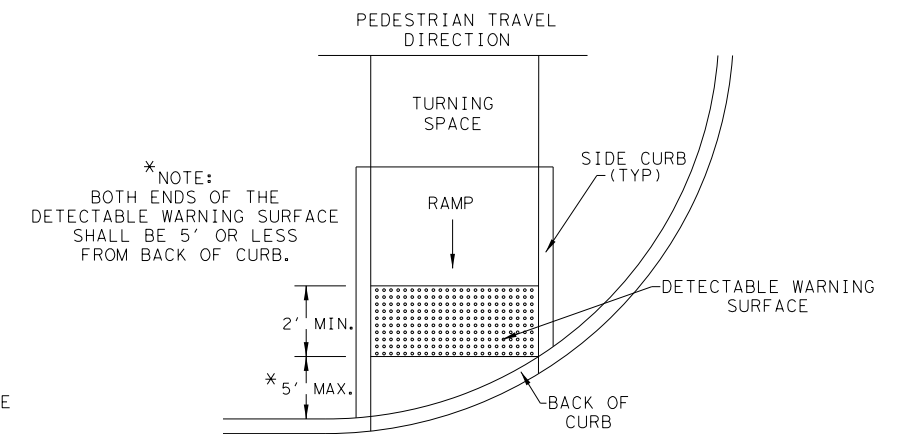 PEDESTRIAN TRAVEL
DIRECTION
TURNING
SPACE
SIDE CURB
(TYP)
*NOTE:
BOTH ENDS OF THE
DETECTABLE WARNING SURFACE
SHALL BE 5' OR LESS
FROM BACK OF CURB.
RAMP
DETECTABLE WARNING
SURFACE
2' MIN.
*5' MAX.
BACK OF
CURB
E